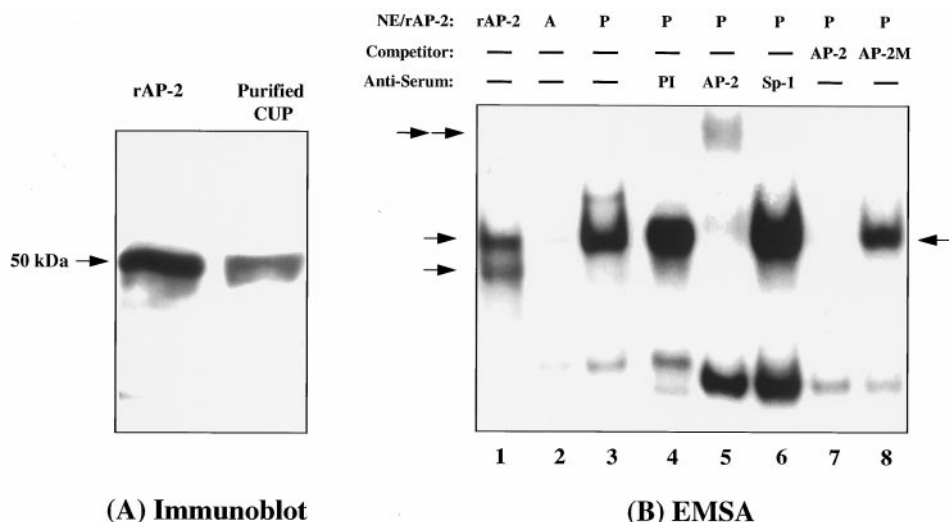 NE/rAP-2: rAP-2 A P P P P P P
Competitor: — — — — — — AP-2 AP-2M
Anti-Serum: — — — PI AP-2 Sp-1 — —
rAP-2 Purified CUP
50 kDa
1 2 3 4 5 6 7 8
(A) Immunoblot (B) EMSA